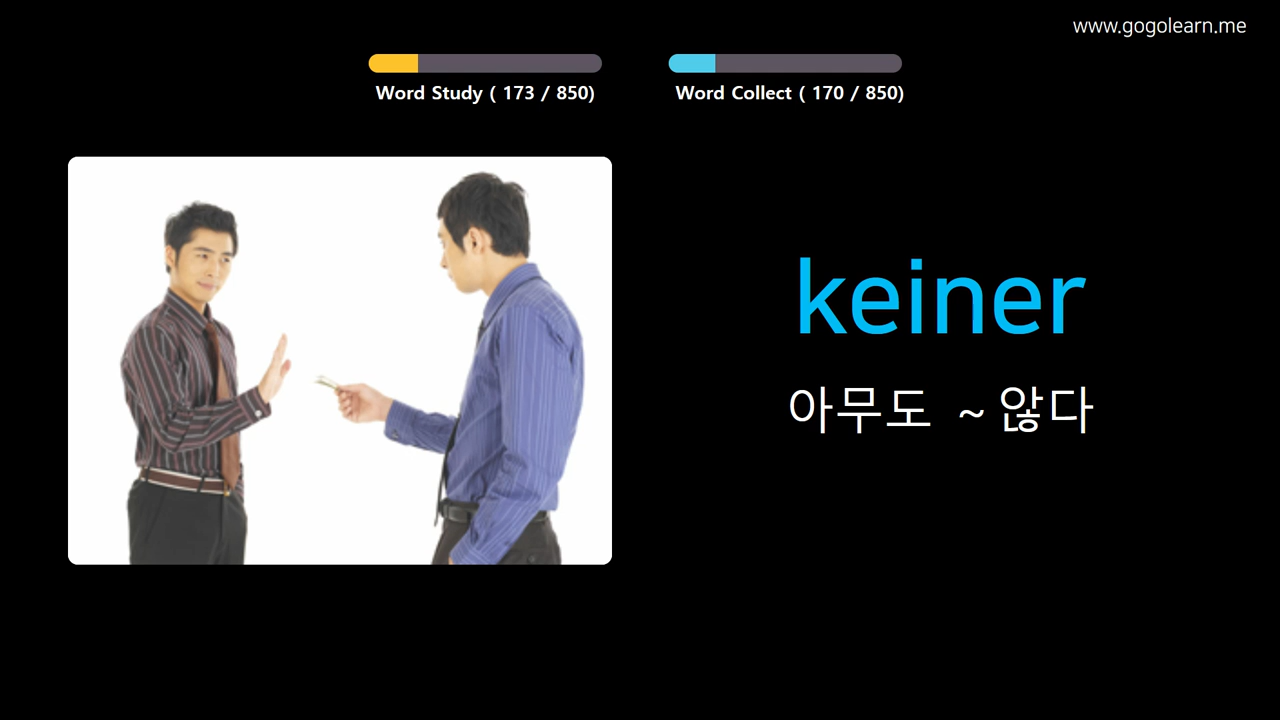 www.gogolearn.me
Word Study ( 173 / 850)
Word Collect ( 170 / 850)
keiner
아무도 ~ 않다